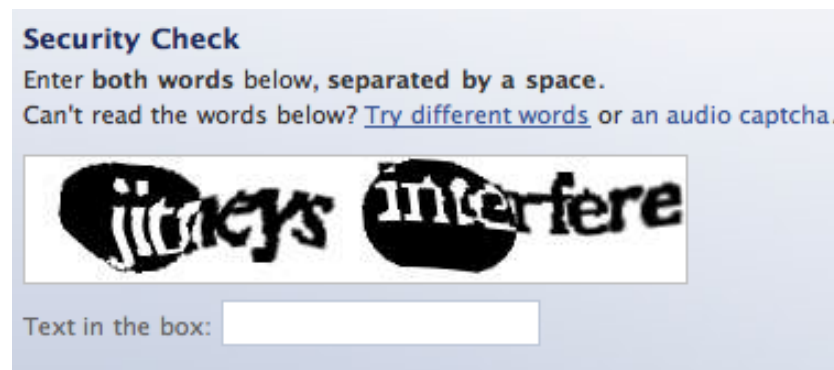 Security Check
Enter both words below, separated by a space.
Can't read the words below? Try different words or an audio captcha.
jitneys interfere
Text in the box: